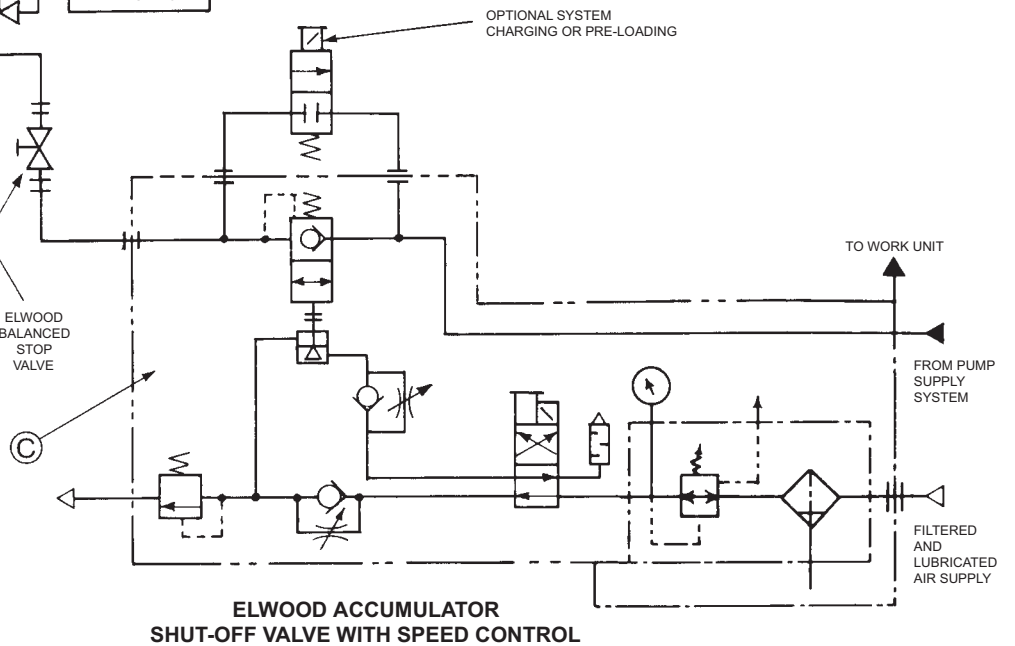 OPTIONAL SYSTEM
CHARGING OR PRE-LOADING
TO WORK UNIT
ELWOOD
BALANCED
STOP
VALVE
FROM PUMP
SUPPLY
SYSTEM
C
FILTERED
AND
LUBRICATED
AIR SUPPLY
ELWOOD ACCUMULATOR
SHUT-OFF VALVE WITH SPEED CONTROL